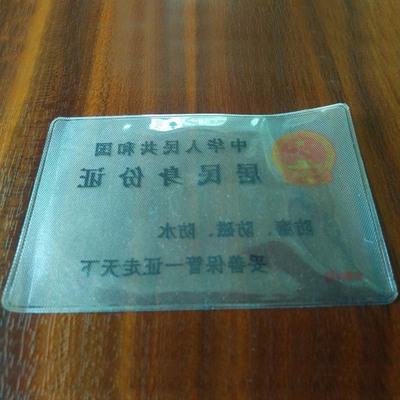 中华人民共和国
居民身份证
防磨、防磁、防水
妥善保管一证走天下